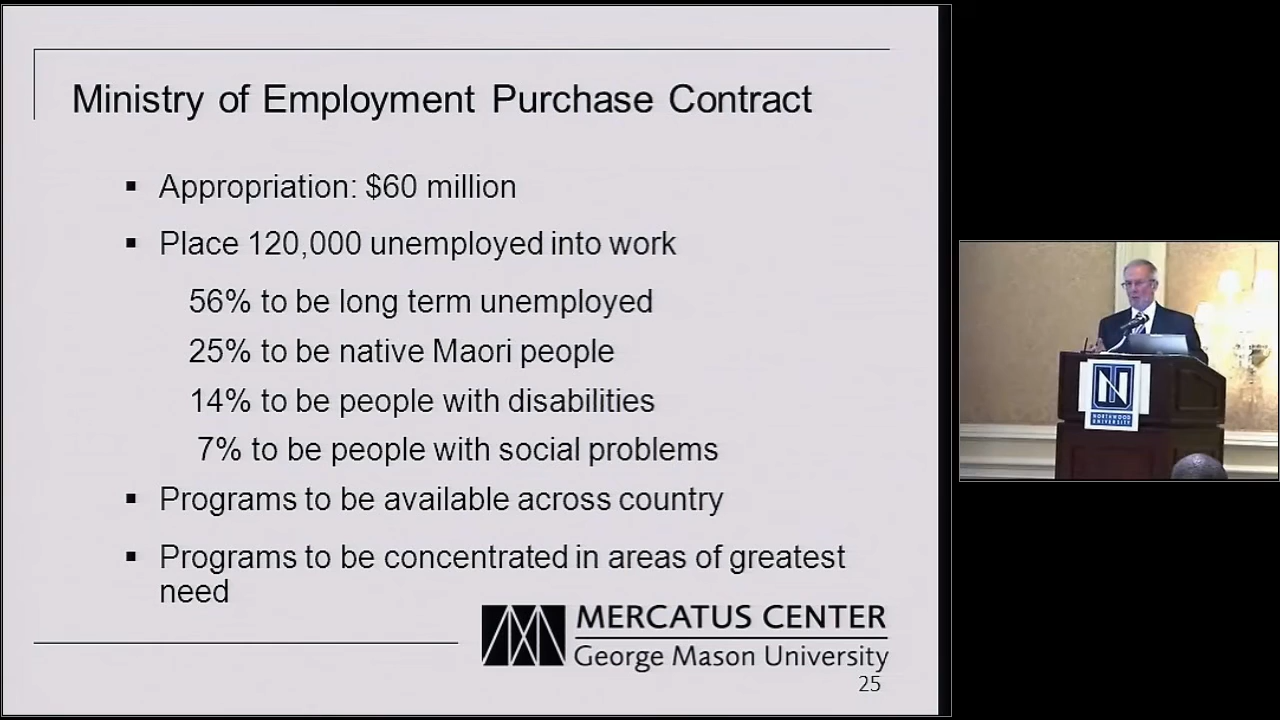 Ministry of Employment Purchase Contract
▪ Appropriation: $60 million
▪ Place 120,000 unemployed into work
56% to be long term unemployed
25% to be native Maori people
14% to be people with disabilities
7% to be people with social problems
▪ Programs to be available across country
▪ Programs to be concentrated in areas of greatest
need
MERCATUS CENTER
George Mason University
25
N
NORTHWOOD
UNIVERSITY